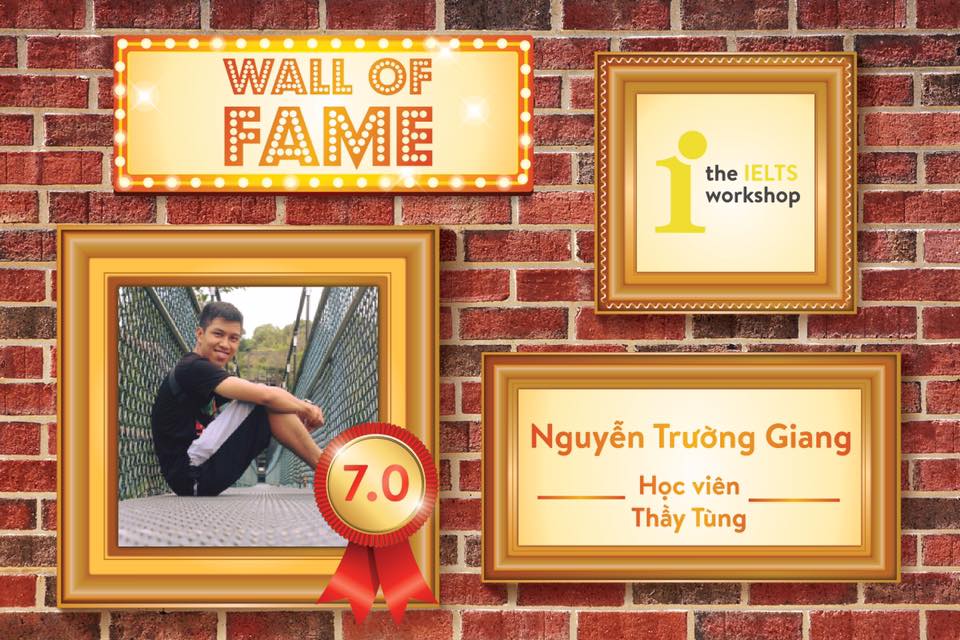 WALL OF
FAME
the IELTS
workshop
7.0
Nguyễn Trường Giang
Học viên
Thầy Tùng